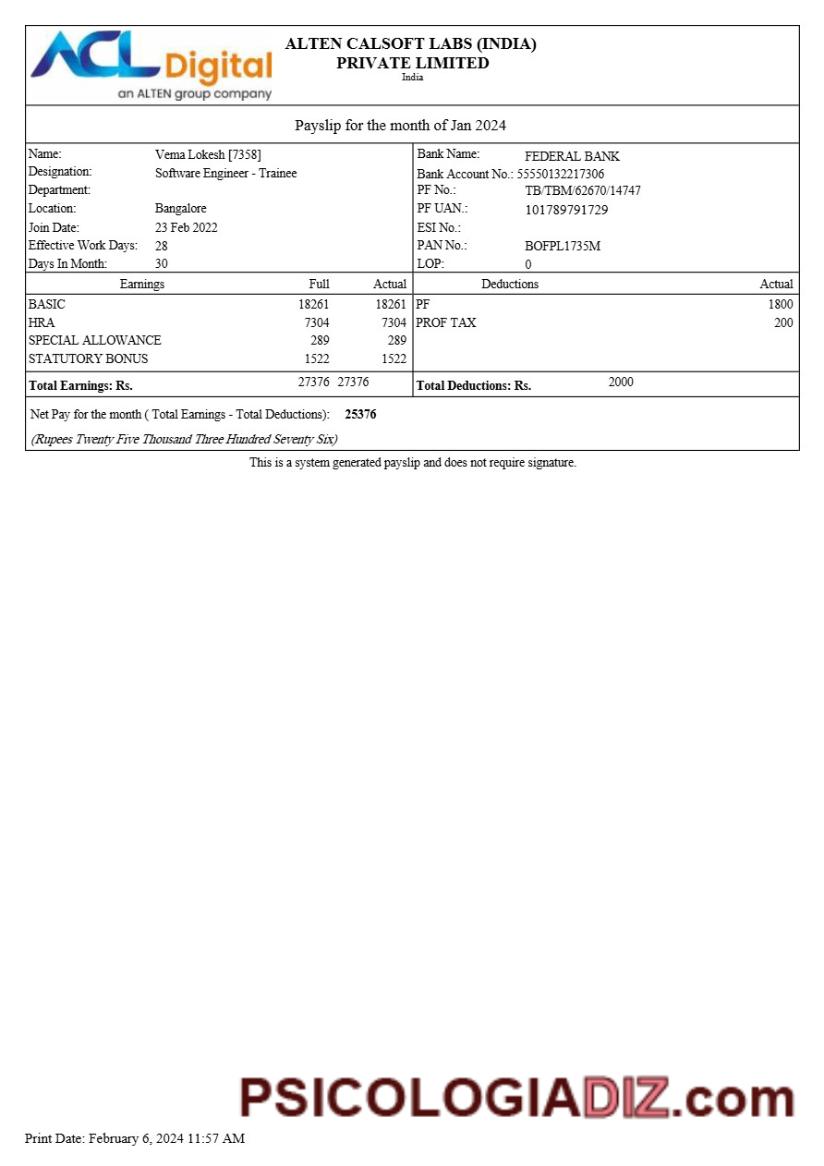 ACL Digital
an ALTEN group company
ALTEN CALSOFT LABS (INDIA)
PRIVATE LIMITED
India
Payslip for the month of Jan 2024
Name: Vema Lokesh [7358]
Designation: Software Engineer - Trainee
Department:
Location: Bangalore
Join Date: 23 Feb 2022
Effective Work Days: 28
Days In Month: 30
Bank Name: FEDERAL BANK
Bank Account No.: 55550132217306
PF No.: TB/TBM/62670/14747
PF UAN.: 101789791729
ESI No.:
PAN No.: BOFPL1735M
LOP: 0
Earnings Full Actual Deductions Actual
BASIC 18261 18261 PF 1800
HRA 7304 7304 PROF TAX 200
SPECIAL ALLOWANCE 289 289
STATUTORY BONUS 1522 1522
Total Earnings: Rs. 27376 27376 Total Deductions: Rs. 2000
Net Pay for the month ( Total Earnings - Total Deductions): 25376
(Rupees Twenty Five Thousand Three Hundred Seventy Six)
This is a system generated payslip and does not require signature.
PSICOLOGIADIZ.com
Print Date: February 6, 2024 11:57 AM